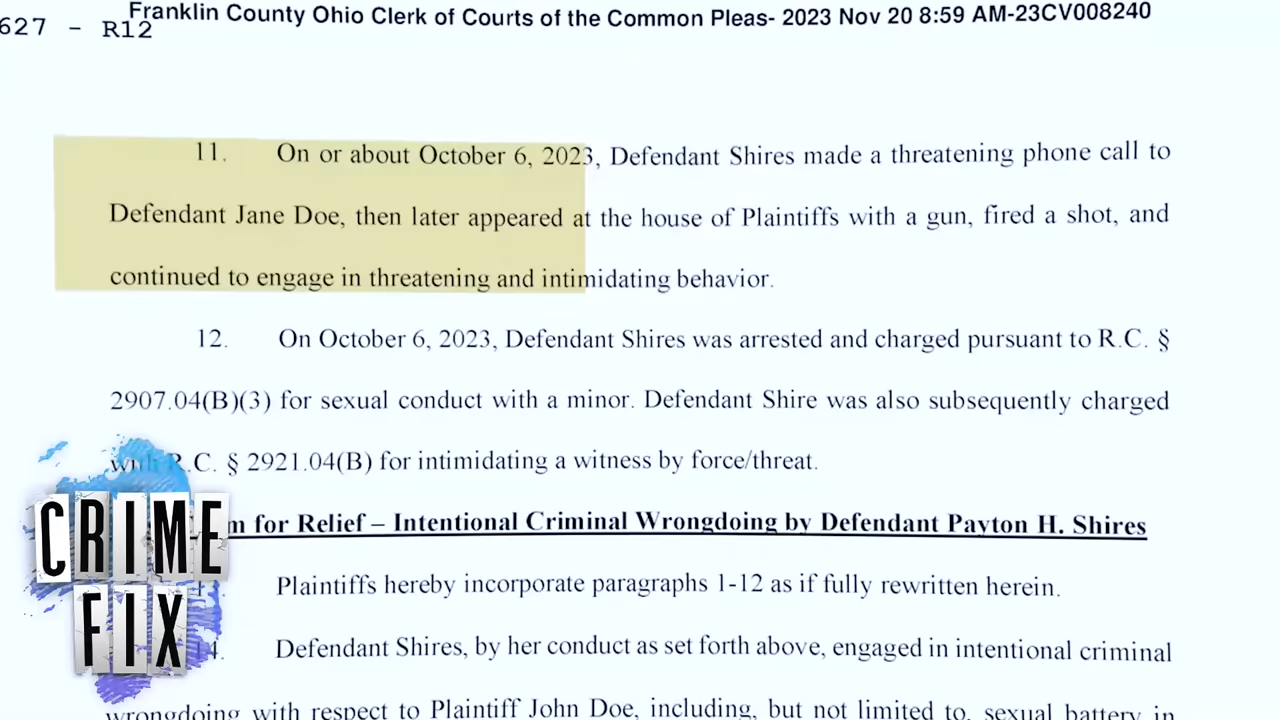 627 - R12
Franklin County Ohio Clerk of Courts of the Common Pleas- 2023 Nov 20 8:59 AM-23CV008240
11. On or about October 6, 2023, Defendant Shires made a threatening phone call to
Defendant Jane Doe, then later appeared at the house of Plaintiffs with a gun, fired a shot, and
continued to engage in threatening and intimidating behavior.
12. On October 6, 2023, Defendant Shires was arrested and charged pursuant to R.C. §
2907.04(B)(3) for sexual conduct with a minor. Defendant Shire was also subsequently charged
with R.C. § 2921.04(B) for intimidating a witness by force/threat.
m for Relief – Intentional Criminal Wrongdoing by Defendant Payton H. Shires
Plaintiffs hereby incorporate paragraphs 1-12 as if fully rewritten herein.
14. Defendant Shires, by her conduct as set forth above, engaged in intentional criminal
wrongdoing with respect to Plaintiff John Doe, including, but not limited to, sexual battery in
CRIME
FIX